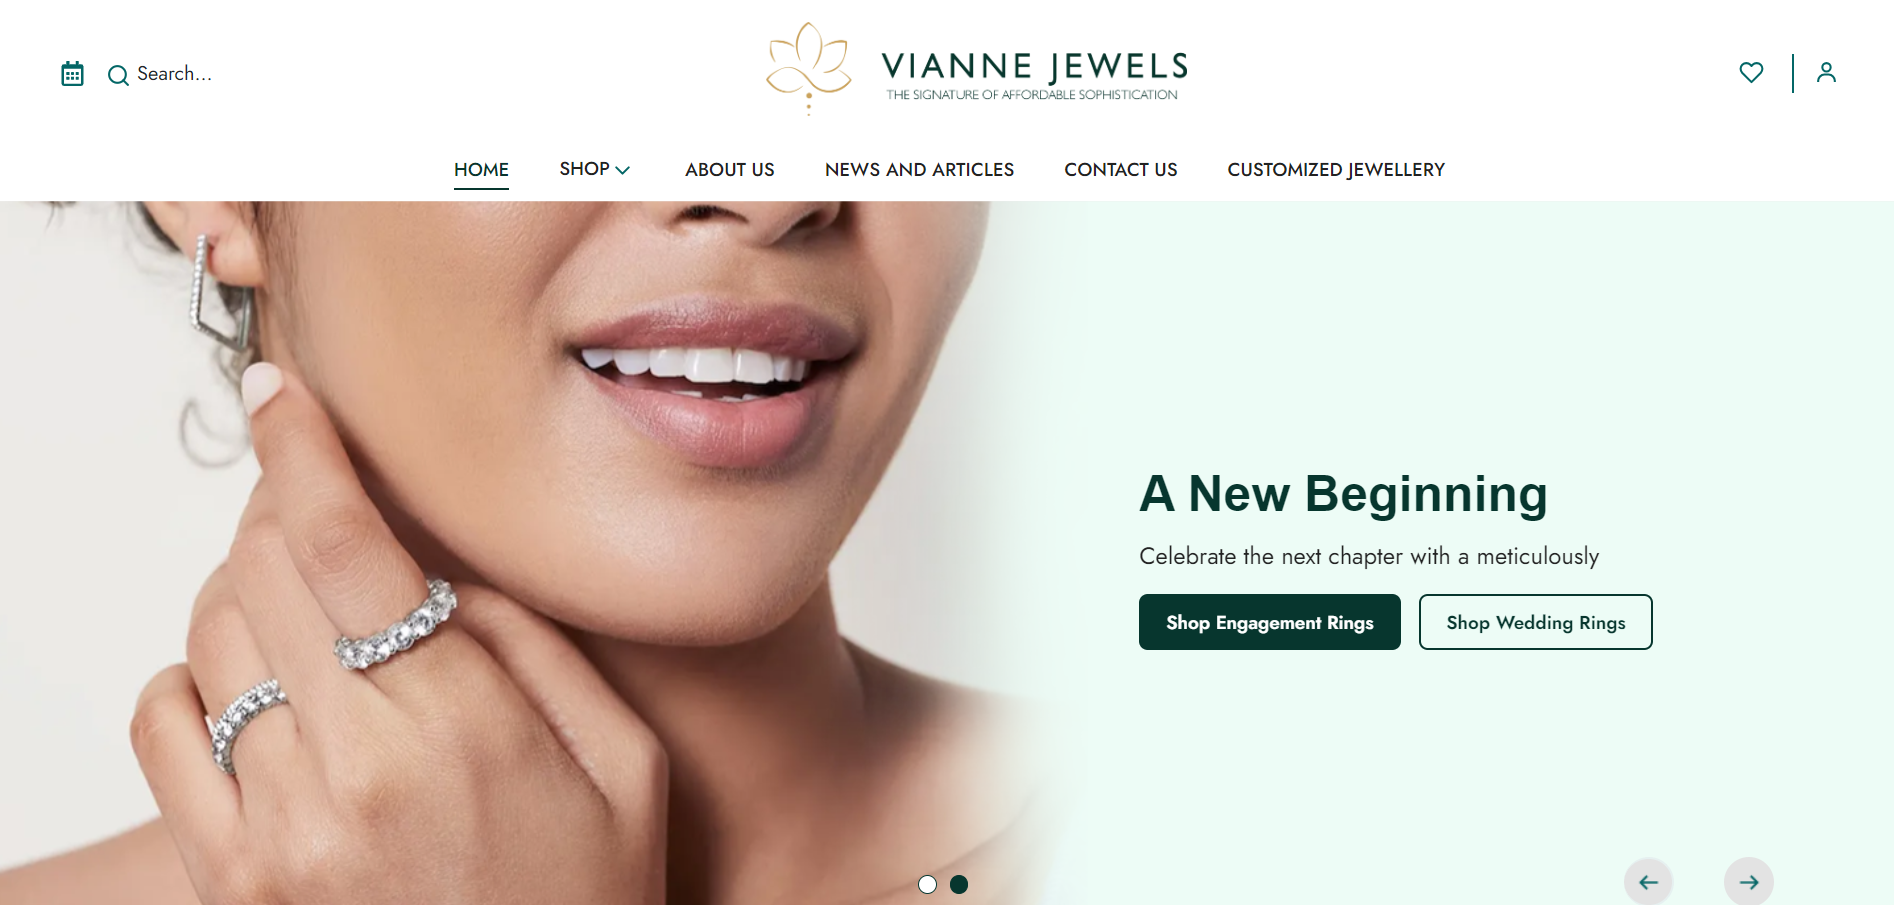 Search...
VIANNE JEWELS
THE SIGNATURE OF AFFORDABLE SOPHISTICATION
HOME SHOP ABOUT US NEWS AND ARTICLES CONTACT US CUSTOMIZED JEWELLERY
A New Beginning
Celebrate the next chapter with a meticulously
Shop Engagement Rings Shop Wedding Rings